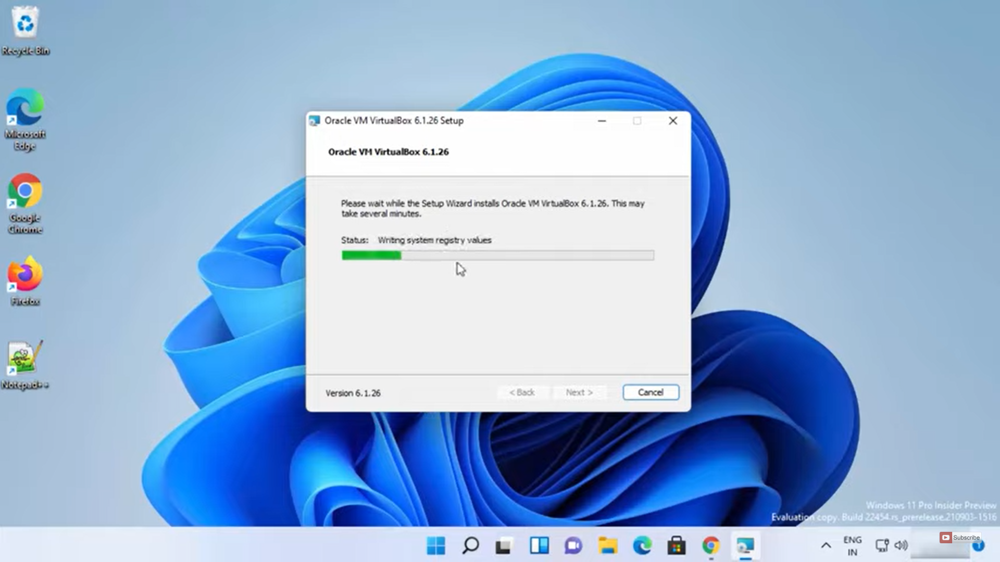 Recycle Bin
Microsoft
Edge
Google
Chrome
Firefox
Notepad++
Oracle VM VirtualBox 6.1.26 Setup
Oracle VM VirtualBox 6.1.26
Please wait while the Setup Wizard installs Oracle VM VirtualBox 6.1.26. This may
take several minutes.
Status: Writing system registry values
Version 6.1.26
< Back
Next >
Cancel
Windows 11 Pro Insider Preview
Evaluation copy. Build 22454.rs_prerelease.210903-1516
ENG
IN
Subscribe
1